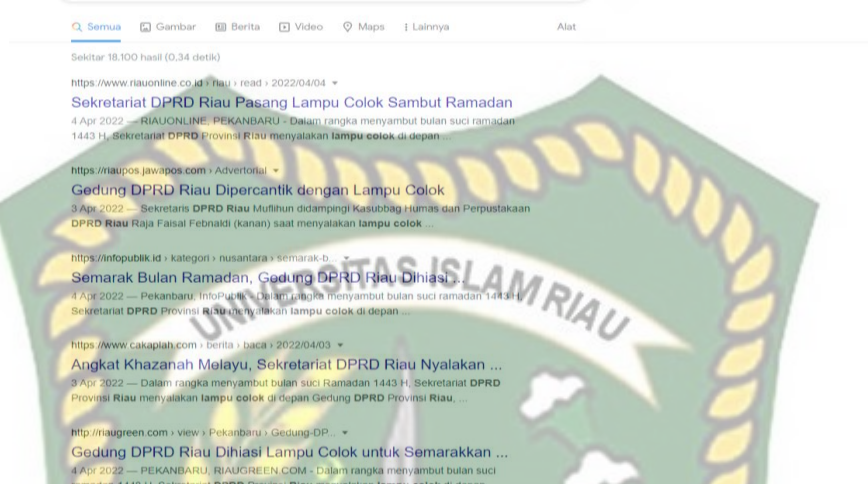 Semua Gambar Berita Video Maps Lainnya Alat
Sekitar 18.100 hasil (0,34 detik)
https://www.riauonline.co.id › riau › read › 2022/04/04
Sekretariat DPRD Riau Pasang Lampu Colok Sambut Ramadan
4 Apr 2022 — RIAUONLINE, PEKANBARU - Dalam rangka menyambut bulan suci ramadan
1443 H, Sekretariat DPRD Provinsi Riau menyalakan lampu colok di depan ...
https://riaupos.jawapos.com › Advertorial
Gedung DPRD Riau Dipercantik dengan Lampu Colok
3 Apr 2022 — Sekretaris DPRD Riau Muflihun didampingi Kasubbag Humas dan Perpustakaan
DPRD Riau Raja Faisal Febnaldi (kanan) saat menyalakan lampu colok ...
https://infopublik.id › kategori › nusantara › semarak-b...
Semarak Bulan Ramadan, Gedung DPRD Riau Dihiasi ...
4 Apr 2022 — Pekanbaru, InfoPublik - Dalam rangka menyambut bulan suci ramadan 1443 H,
Sekretariat DPRD Provinsi Riau menyalakan lampu colok di depan ...
UNIVERSITAS ISLAM RIAU
https://www.cakaplah.com › berita › baca › 2022/04/03
Angkat Khazanah Melayu, Sekretariat DPRD Riau Nyalakan ...
3 Apr 2022 — Dalam rangka menyambut bulan suci Ramadan 1443 H, Sekretariat DPRD
Provinsi Riau menyalakan lampu colok di depan Gedung DPRD Provinsi Riau, ...
http://riaugreen.com › view › Pekanbaru › Gedung-DP...
Gedung DPRD Riau Dihiasi Lampu Colok untuk Semarakkan ...
4 Apr 2022 — PEKANBARU, RIAUGREEN.COM - Dalam rangka menyambut bulan suci